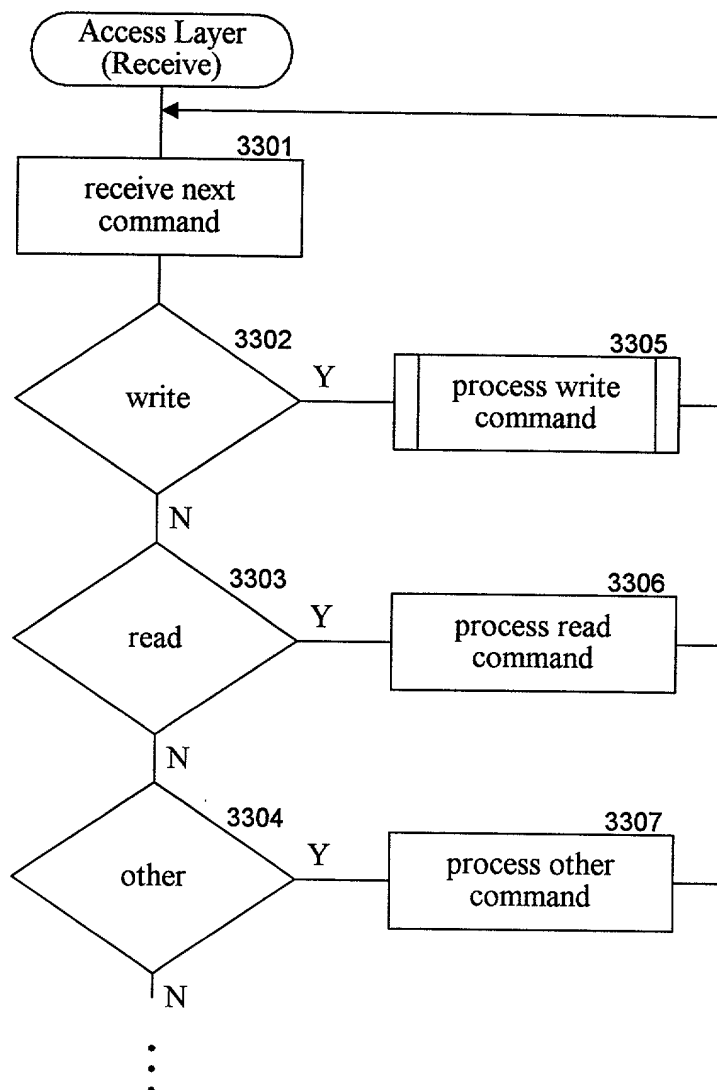 Access Layer
(Receive)
3301
receive next
command
3302
write
Y
3305
process write
command
N
3303
read
Y
3306
process read
command
N
3304
other
Y
3307
process other
command
N